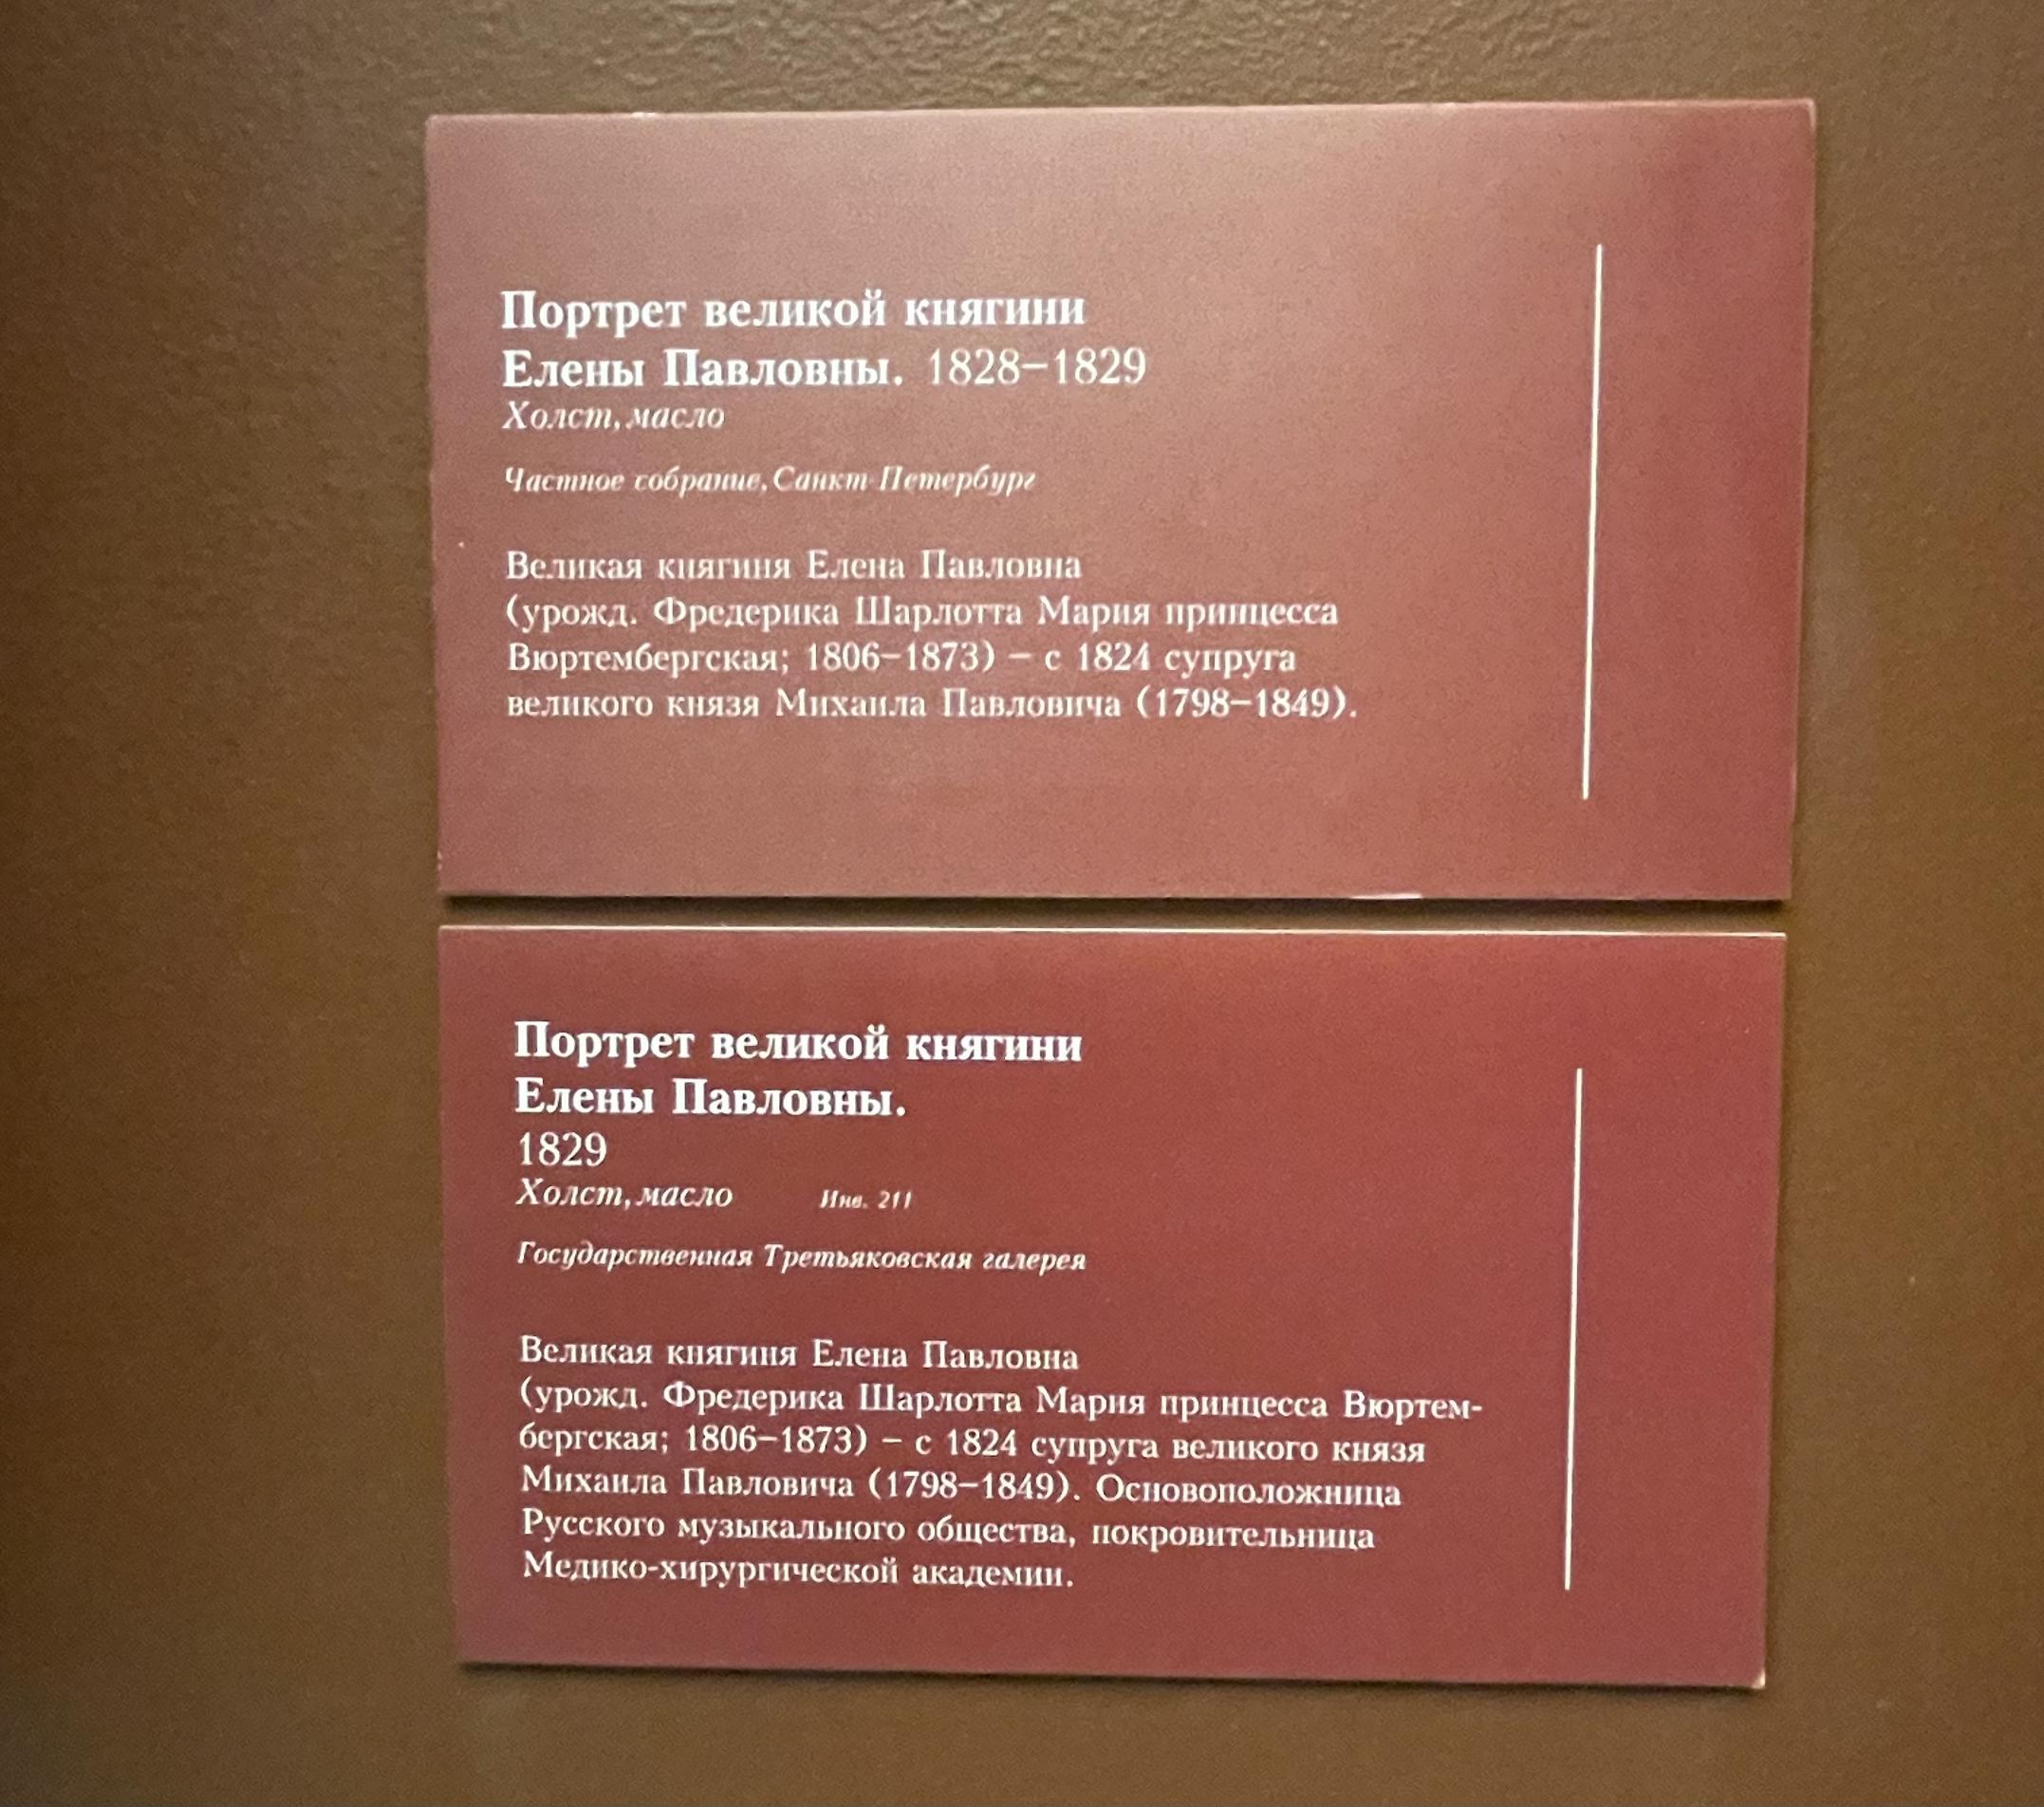 Портрет великой княгини
Елены Павловны. 1828–1829
Холст, масло
Частное собрание, Санкт-Петербург
Великая княгиня Елена Павловна
(урожд. Фредерика Шарлотта Мария принцесса
Вюртембергская; 1806–1873) – с 1824 супруга
великого князя Михаила Павловича (1798–1849).
Портрет великой княгини
Елены Павловны.
1829
Холст, масло Инв. 211
Государственная Третьяковская галерея
Великая княгиня Елена Павловна
(урожд. Фредерика Шарлотта Мария принцесса Вюртем-
бергская; 1806–1873) – с 1824 супруга великого князя
Михаила Павловича (1798–1849). Основоположница
Русского музыкального общества, покровительница
Медико-хирургической академии.